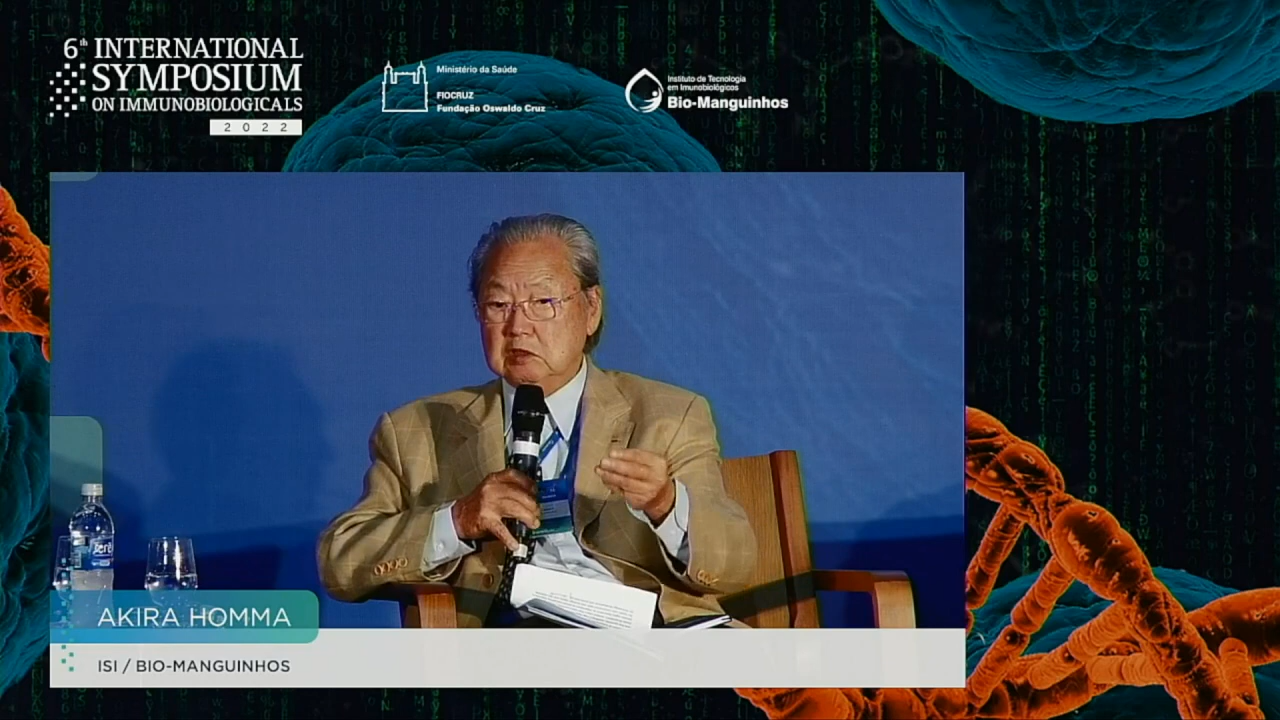 6th INTERNATIONAL
SYMPOSIUM
ON IMMUNOBIOLOGICALS
2022
Ministério da Saúde
FIOCRUZ
Fundação Oswaldo Cruz
Instituto de Tecnologia
em Imunobiológicos
Bio-Manguinhos
AKIRA HOMMA
ISI / BIO-MANGUINHOS